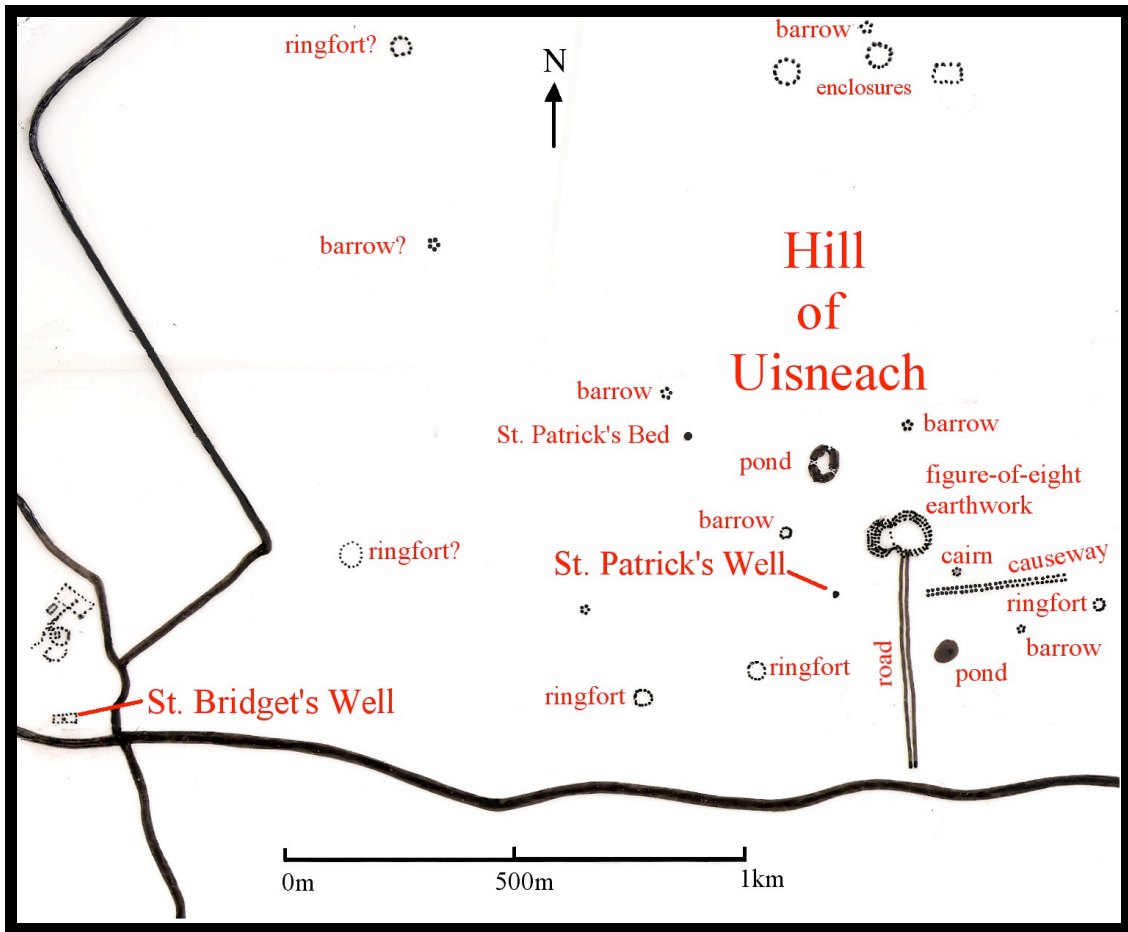 ringfort?
barrow
N
enclosures
barrow?
Hill
of
Uisneach
barrow
St. Patrick's Bed
barrow
pond
figure-of-eight
earthwork
barrow
St. Patrick's Well
cairn
causeway
ringfort?
ringfort
barrow
road
pond
ringfort
ringfort
St. Bridget's Well
0m
500m
1km